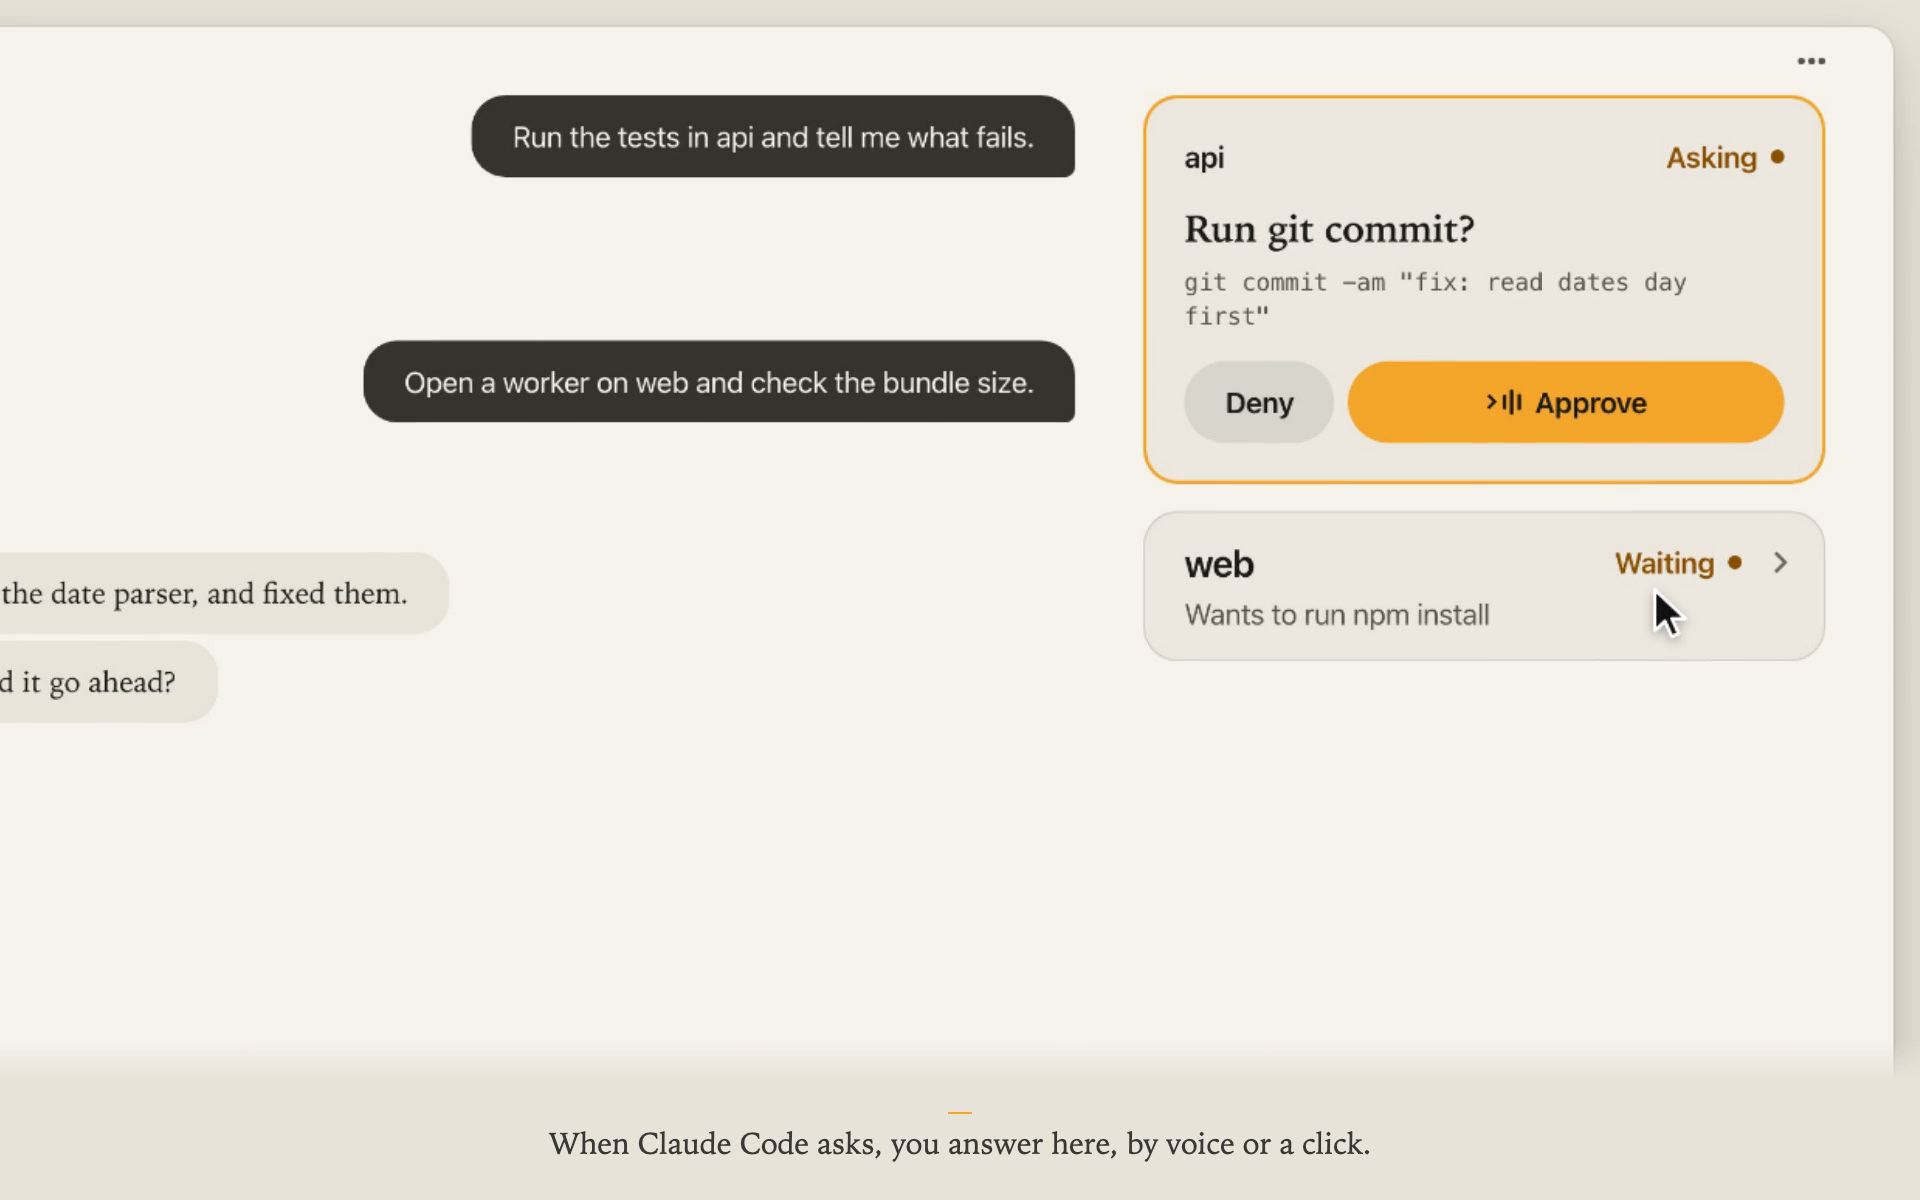 Run the tests in api and tell me what fails.
Open a worker on web and check the bundle size.
the date parser, and fixed them.
d it go ahead?
api
Asking
Run git commit?
git commit -am "fix: read dates day
first"
Deny
Approve
web
Waiting
Wants to run npm install
When Claude Code asks, you answer here, by voice or a click.